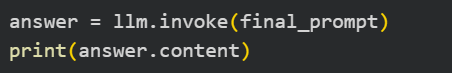 answer = llm.invoke(final_prompt)
print(answer.content)